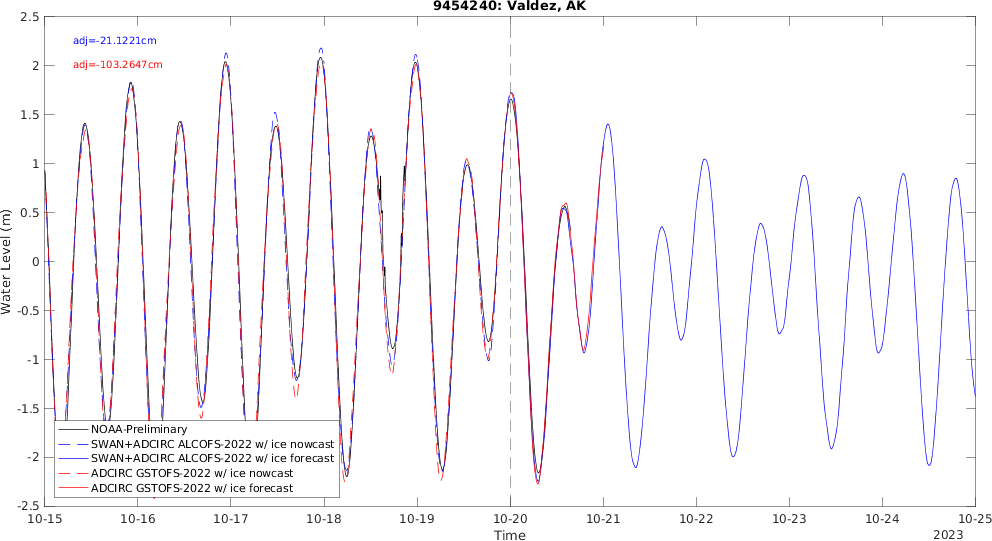 9454240: Valdez, AK
adj=-21.1221cm
adj=-103.2647cm
Water Level (m)
2.5
2
1.5
1
0.5
0
-0.5
-1
-1.5
-2
-2.5
NOAA-Preliminary
SWAN+ADCIRC ALCOFS-2022 w/ ice nowcast
SWAN+ADCIRC ALCOFS-2022 w/ ice forecast
ADCIRC GSTOFS-2022 w/ ice nowcast
ADCIRC GSTOFS-2022 w/ ice forecast
10-15 10-16 10-17 10-18 10-19 10-20 10-21 10-22 10-23 10-24 10-25
Time
2023